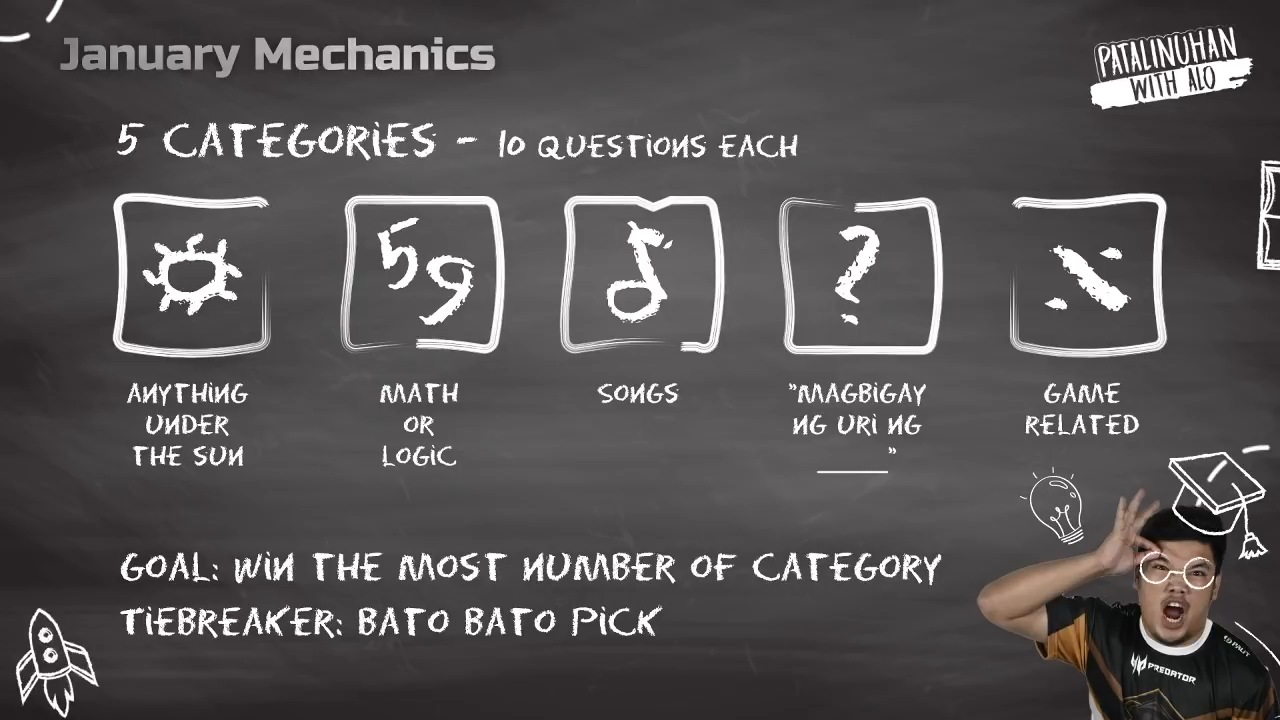 January Mechanics
PATALINUHAN
WITH ALO
5 CATEGORIES - 10 QUESTIONS EACH
59
ANYTHING
UNDER
THE SUN
MATH
OR
LOGIC
SONGS
?
"MAGBIGAY
NG URI NG
______"
GAME
RELATED
GOAL: WIN THE MOST NUMBER OF CATEGORY
TIEBREAKER: BATO BATO PICK
PREDATOR